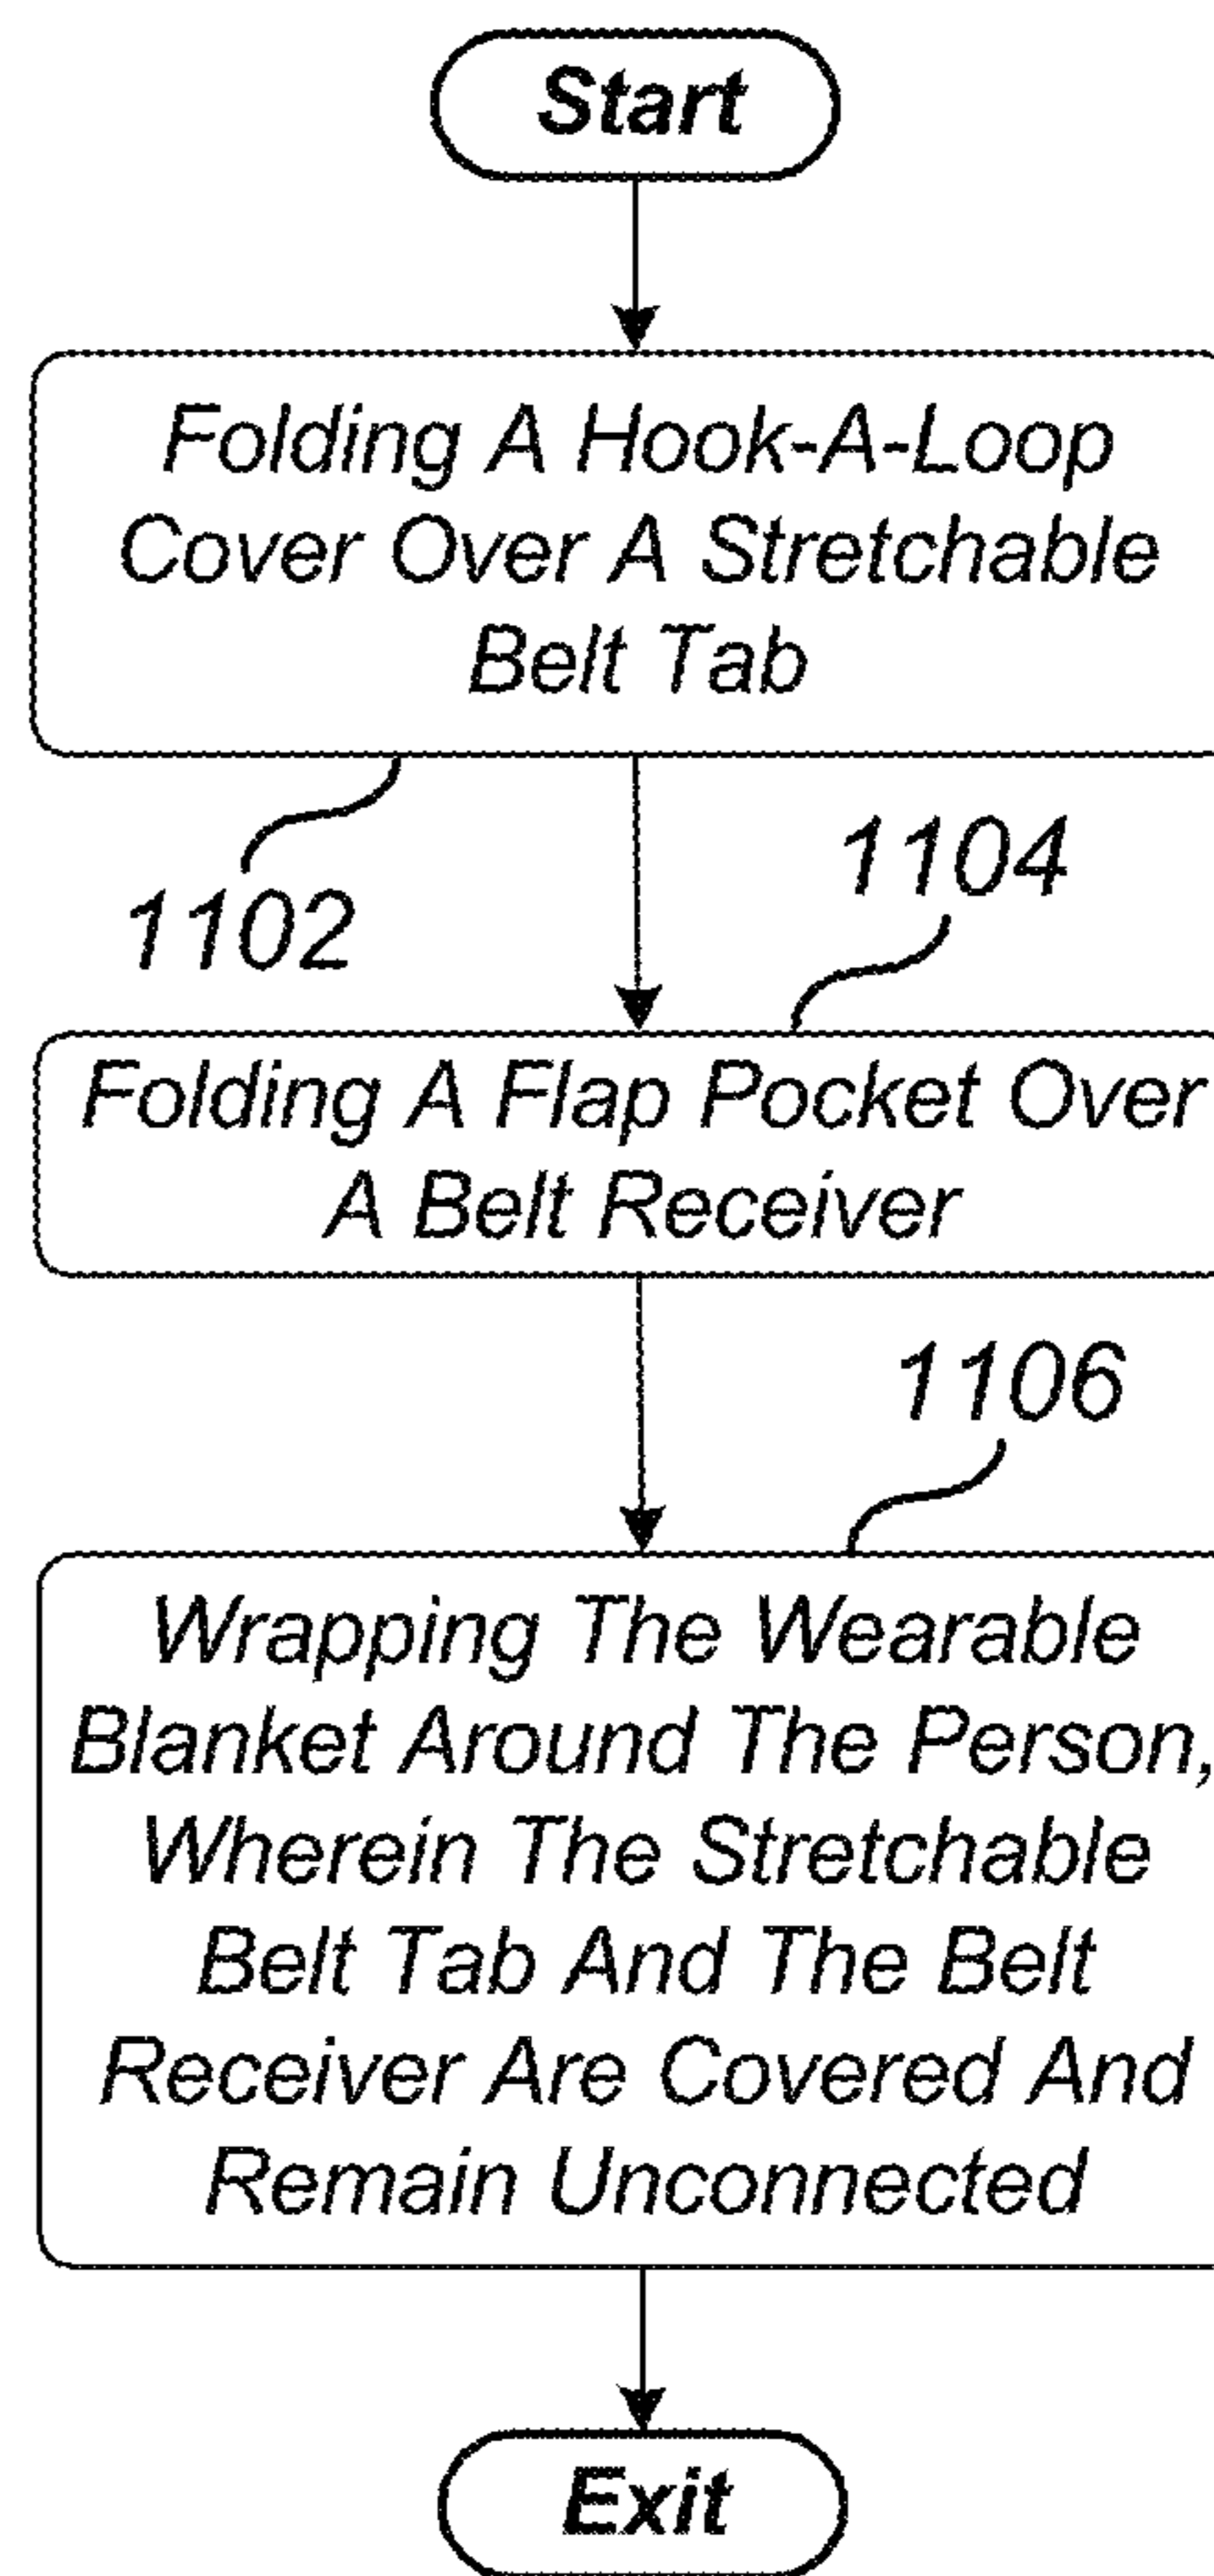 Start
Folding A Hook-A-Loop
Cover Over A Stretchable
Belt Tab
1102
1104
Folding A Flap Pocket Over
A Belt Receiver
1106
Wrapping The Wearable
Blanket Around The Person,
Wherein The Stretchable
Belt Tab And The Belt
Receiver Are Covered And
Remain Unconnected
Exit